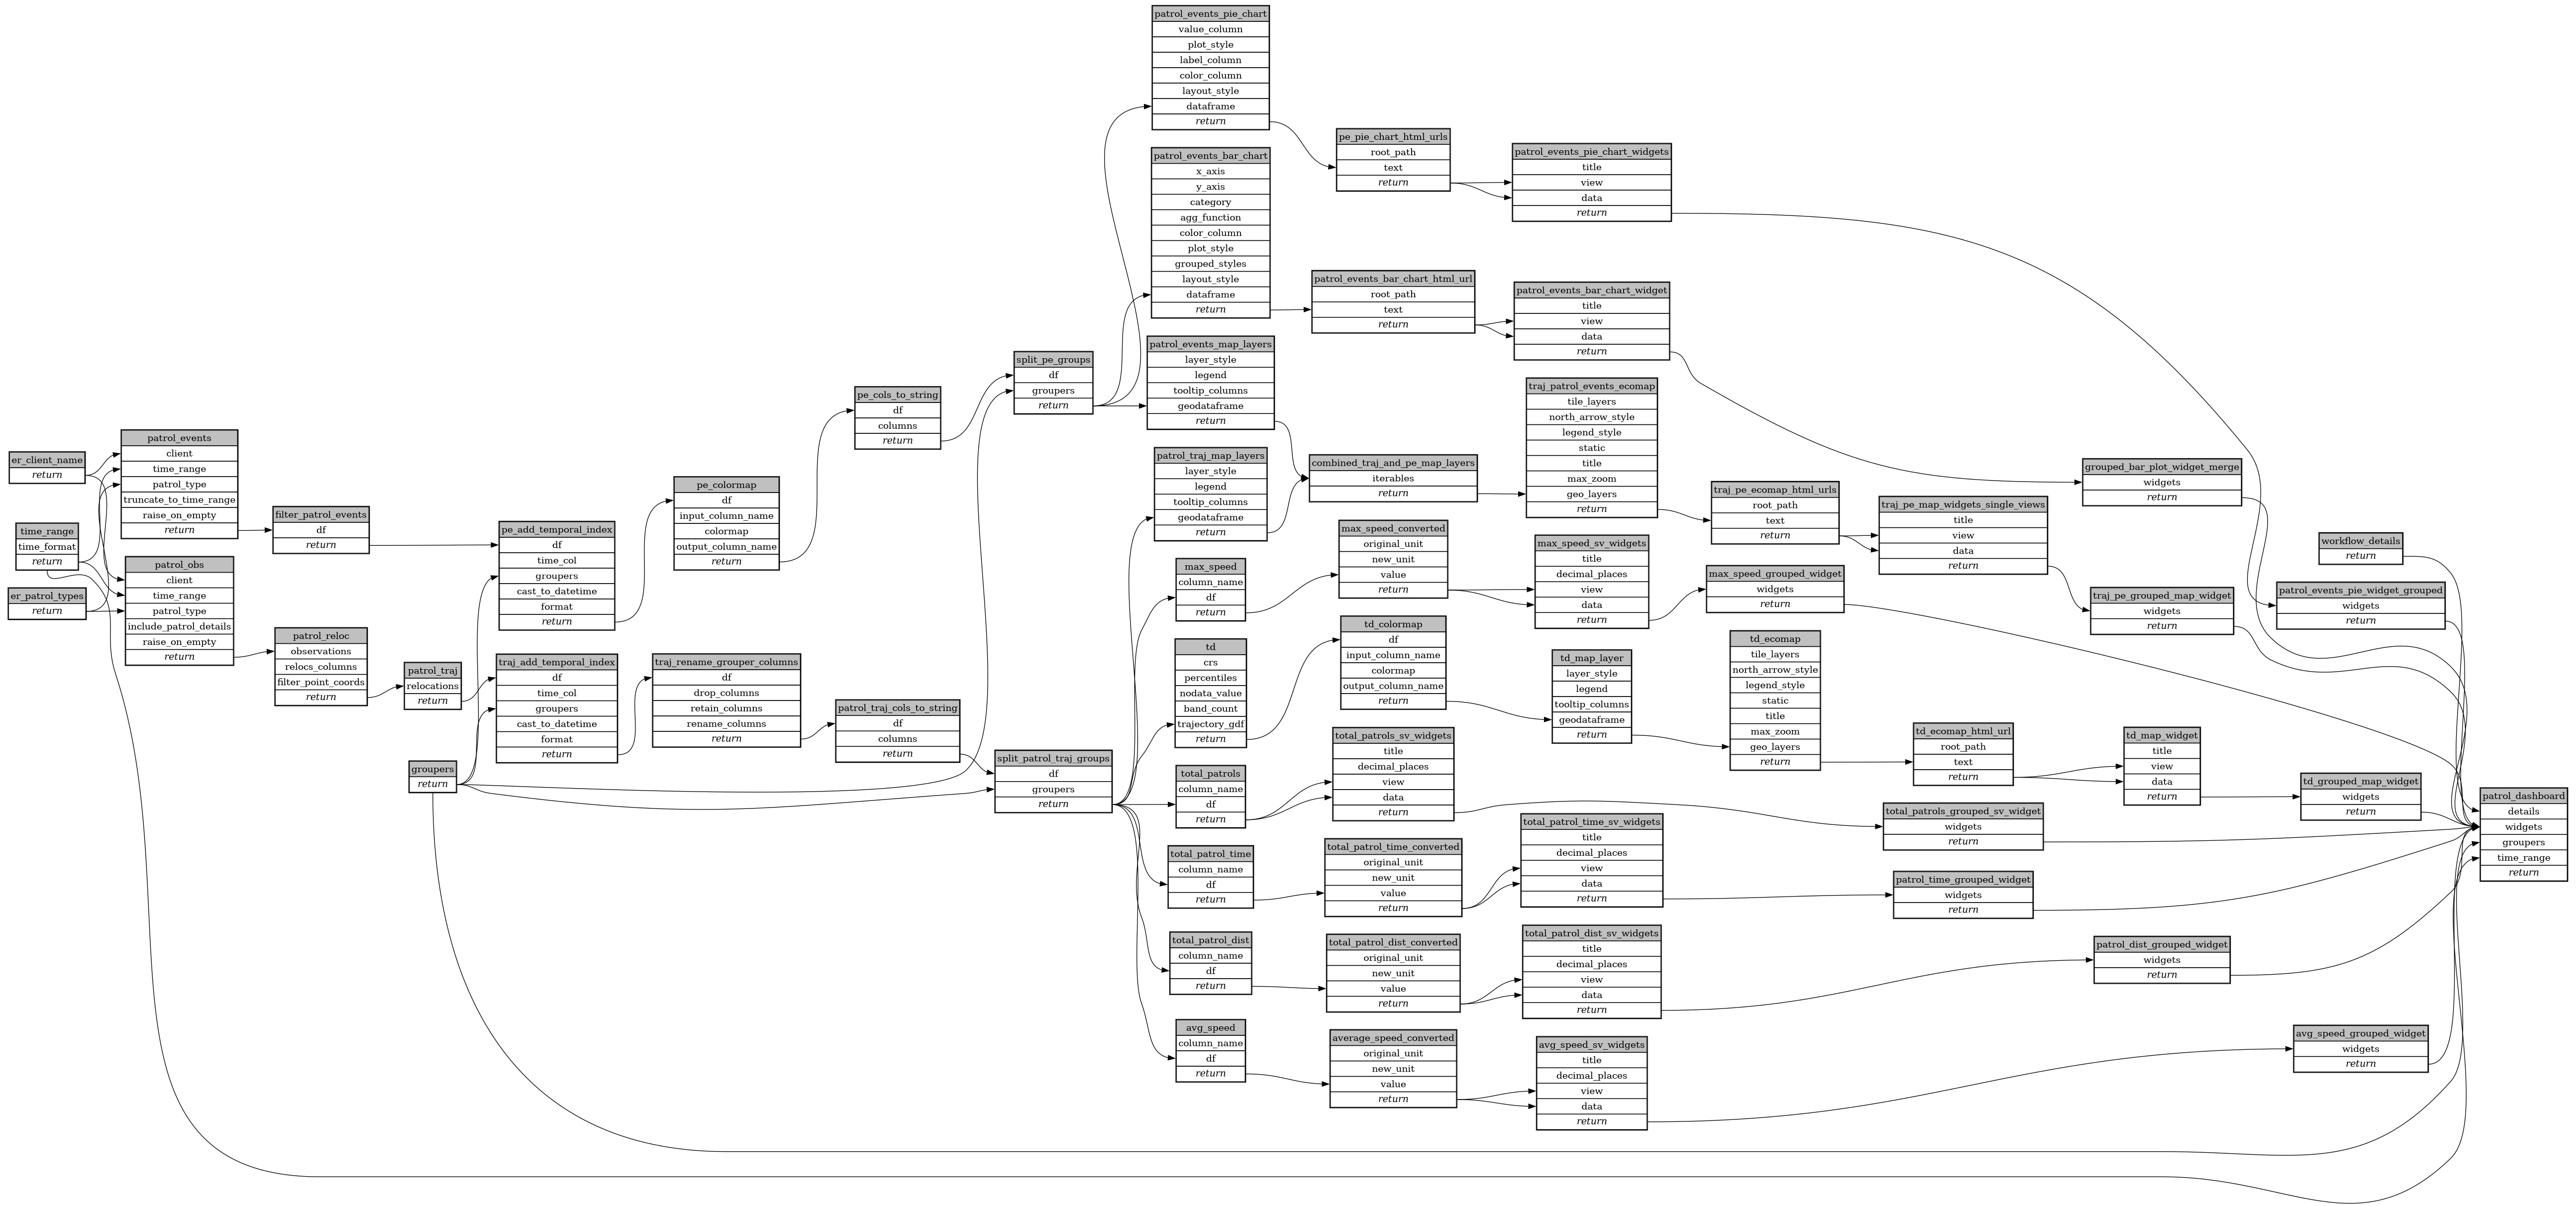 er_client_name
return
time_range
time_format
return
er_patrol_types
return
patrol_events
client
time_range
patrol_type
truncate_to_time_range
raise_on_empty
return
patrol_obs
client
time_range
patrol_type
include_patrol_details
raise_on_empty
return
filter_patrol_events
df
return
patrol_reloc
observations
relocs_columns
filter_point_coords
return
patrol_traj
relocations
return
groupers
return
pe_add_temporal_index
df
time_col
groupers
cast_to_datetime
format
return
traj_add_temporal_index
df
time_col
groupers
cast_to_datetime
format
return
pe_colormap
df
input_column_name
colormap
output_column_name
return
traj_rename_grouper_columns
df
drop_columns
retain_columns
rename_columns
return
pe_cols_to_string
df
columns
return
patrol_traj_cols_to_string
df
columns
return
split_pe_groups
df
groupers
return
split_patrol_traj_groups
df
groupers
return
patrol_events_pie_chart
value_column
plot_style
label_column
color_column
layout_style
dataframe
return
patrol_events_bar_chart
x_axis
y_axis
category
agg_function
color_column
plot_style
grouped_styles
layout_style
dataframe
return
patrol_events_map_layers
layer_style
legend
tooltip_columns
geodataframe
return
patrol_traj_map_layers
layer_style
legend
tooltip_columns
geodataframe
return
max_speed
column_name
df
return
td
crs
percentiles
nodata_value
band_count
trajectory_gdf
return
total_patrols
column_name
df
return
total_patrol_time
column_name
df
return
total_patrol_dist
column_name
df
return
avg_speed
column_name
df
return
pe_pie_chart_html_urls
root_path
text
return
patrol_events_bar_chart_html_url
root_path
text
return
combined_traj_and_pe_map_layers
iterables
return
max_speed_converted
original_unit
new_unit
value
return
td_colormap
df
input_column_name
colormap
output_column_name
return
total_patrols_sv_widgets
title
decimal_places
view
data
return
total_patrol_time_converted
original_unit
new_unit
value
return
total_patrol_dist_converted
original_unit
new_unit
value
return
average_speed_converted
original_unit
new_unit
value
return
patrol_events_pie_chart_widgets
title
view
data
return
patrol_events_bar_chart_widget
title
view
data
return
traj_patrol_events_ecomap
tile_layers
north_arrow_style
legend_style
static
title
max_zoom
geo_layers
return
max_speed_sv_widgets
title
decimal_places
view
data
return
td_map_layer
layer_style
legend
tooltip_columns
geodataframe
return
total_patrol_time_sv_widgets
title
decimal_places
view
data
return
total_patrol_dist_sv_widgets
title
decimal_places
view
data
return
avg_speed_sv_widgets
title
decimal_places
view
data
return
traj_pe_ecomap_html_urls
root_path
text
return
max_speed_grouped_widget
widgets
return
td_ecomap
tile_layers
north_arrow_style
legend_style
static
title
max_zoom
geo_layers
return
traj_pe_map_widgets_single_views
title
view
data
return
td_ecomap_html_url
root_path
text
return
total_patrols_grouped_sv_widget
widgets
return
patrol_time_grouped_widget
widgets
return
grouped_bar_plot_widget_merge
widgets
return
traj_pe_grouped_map_widget
widgets
return
td_map_widget
title
view
data
return
patrol_dist_grouped_widget
widgets
return
workflow_details
return
patrol_events_pie_widget_grouped
widgets
return
td_grouped_map_widget
widgets
return
avg_speed_grouped_widget
widgets
return
patrol_dashboard
details
widgets
groupers
time_range
return